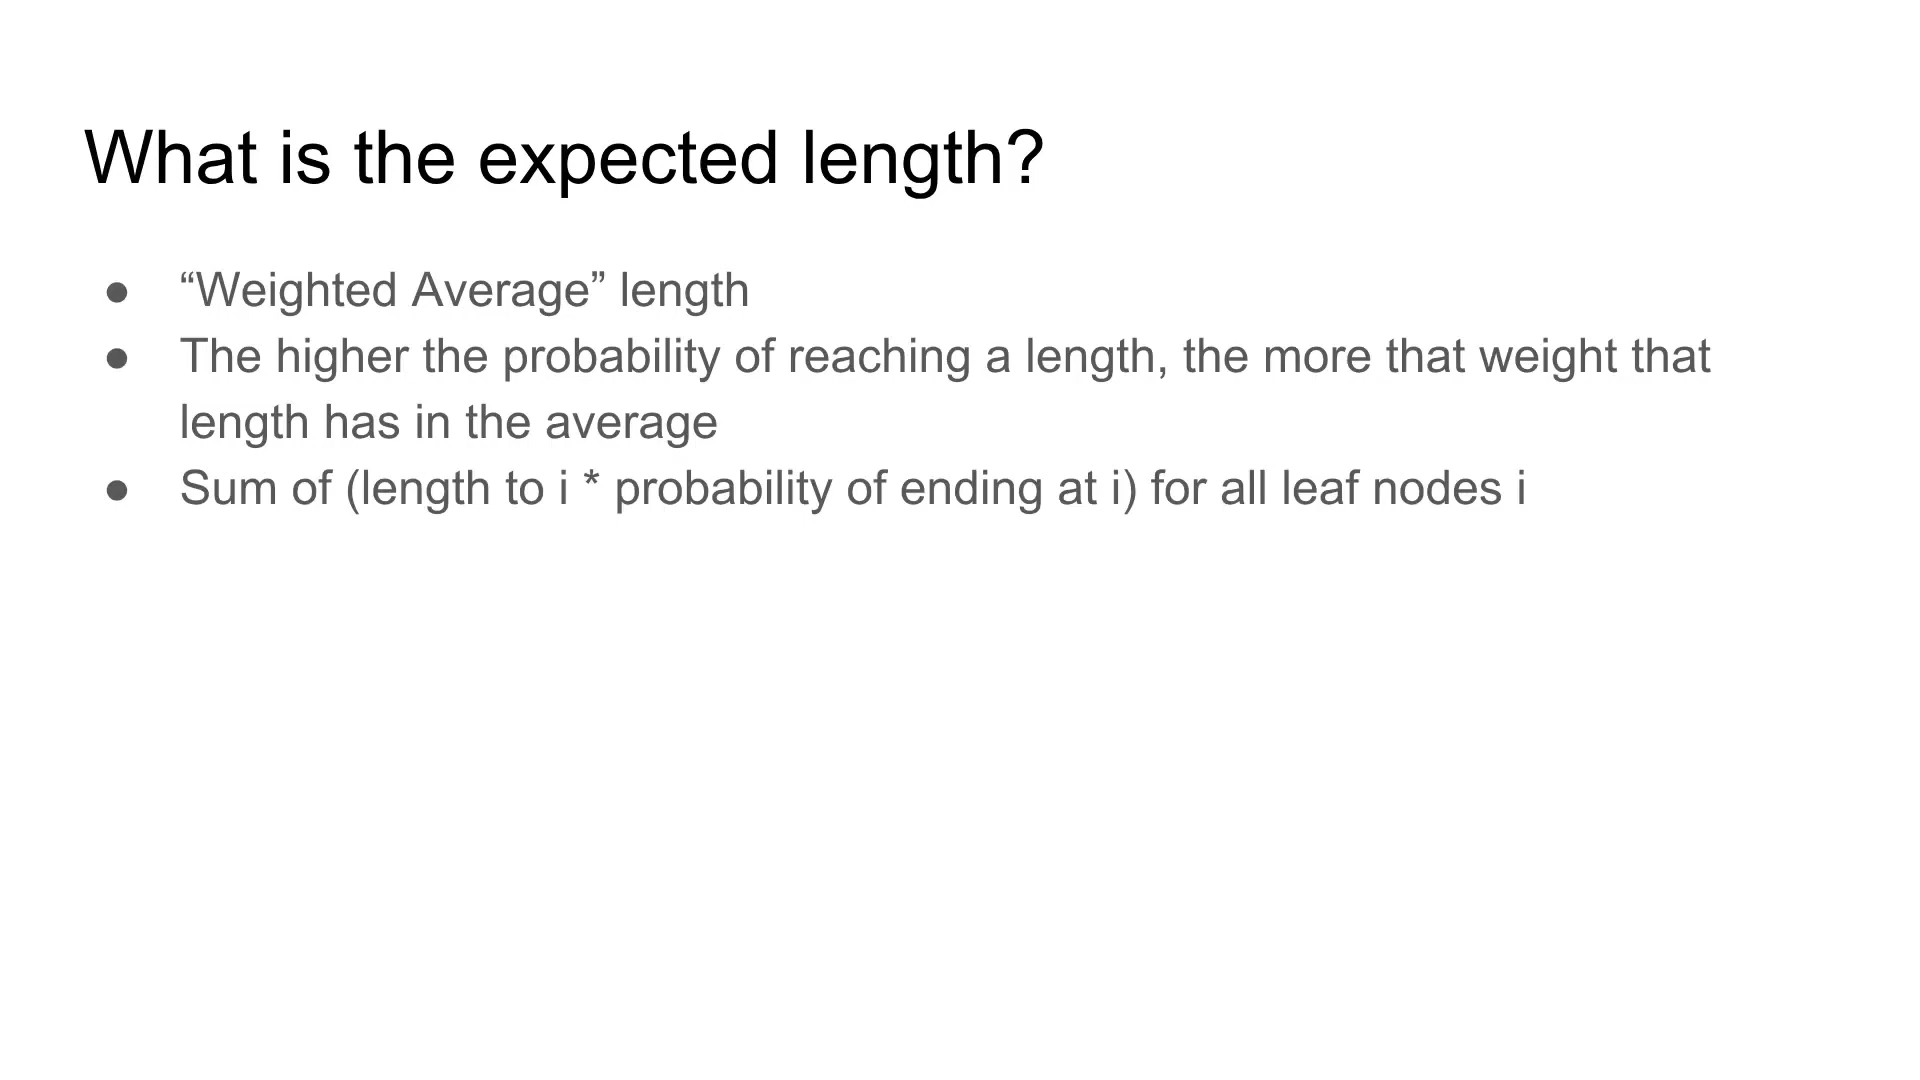 What is the expected length?
● “Weighted Average” length
● The higher the probability of reaching a length, the more that weight that
length has in the average
● Sum of (length to i * probability of ending at i) for all leaf nodes i